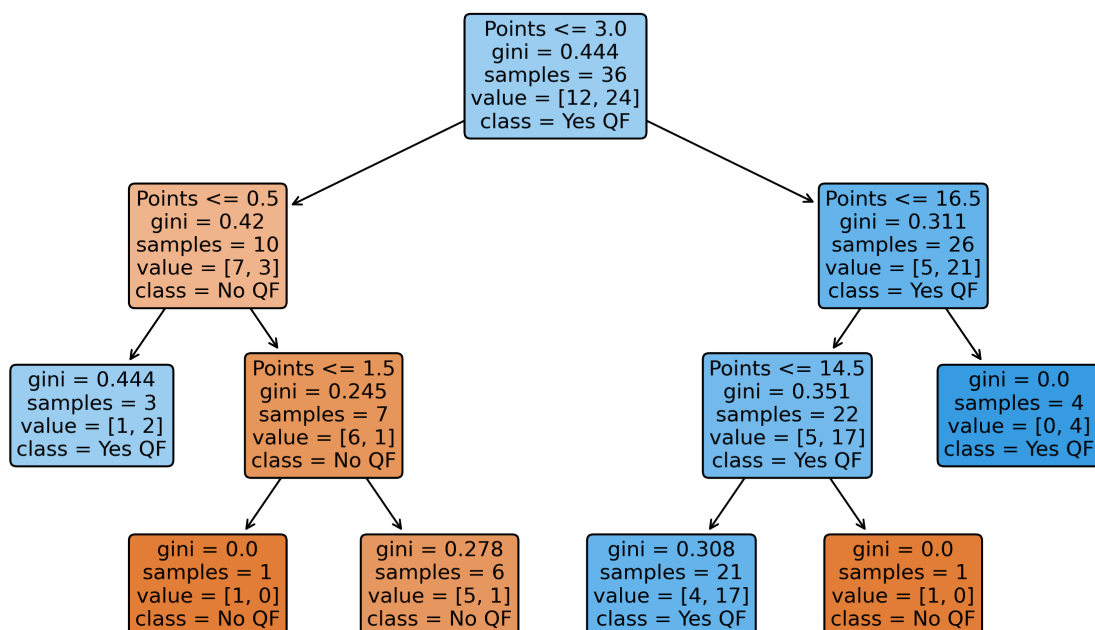 Points <= 3.0
gini = 0.444
samples = 36
value = [12, 24]
class = Yes QF
Points <= 0.5
gini = 0.42
samples = 10
value = [7, 3]
class = No QF
Points <= 16.5
gini = 0.311
samples = 26
value = [5, 21]
class = Yes QF
gini = 0.444
samples = 3
value = [1, 2]
class = Yes QF
Points <= 1.5
gini = 0.245
samples = 7
value = [6, 1]
class = No QF
Points <= 14.5
gini = 0.351
samples = 22
value = [5, 17]
class = Yes QF
gini = 0.0
samples = 4
value = [0, 4]
class = Yes QF
gini = 0.0
samples = 1
value = [1, 0]
class = No QF
gini = 0.278
samples = 6
value = [5, 1]
class = No QF
gini = 0.308
samples = 21
value = [4, 17]
class = Yes QF
gini = 0.0
samples = 1
value = [1, 0]
class = No QF